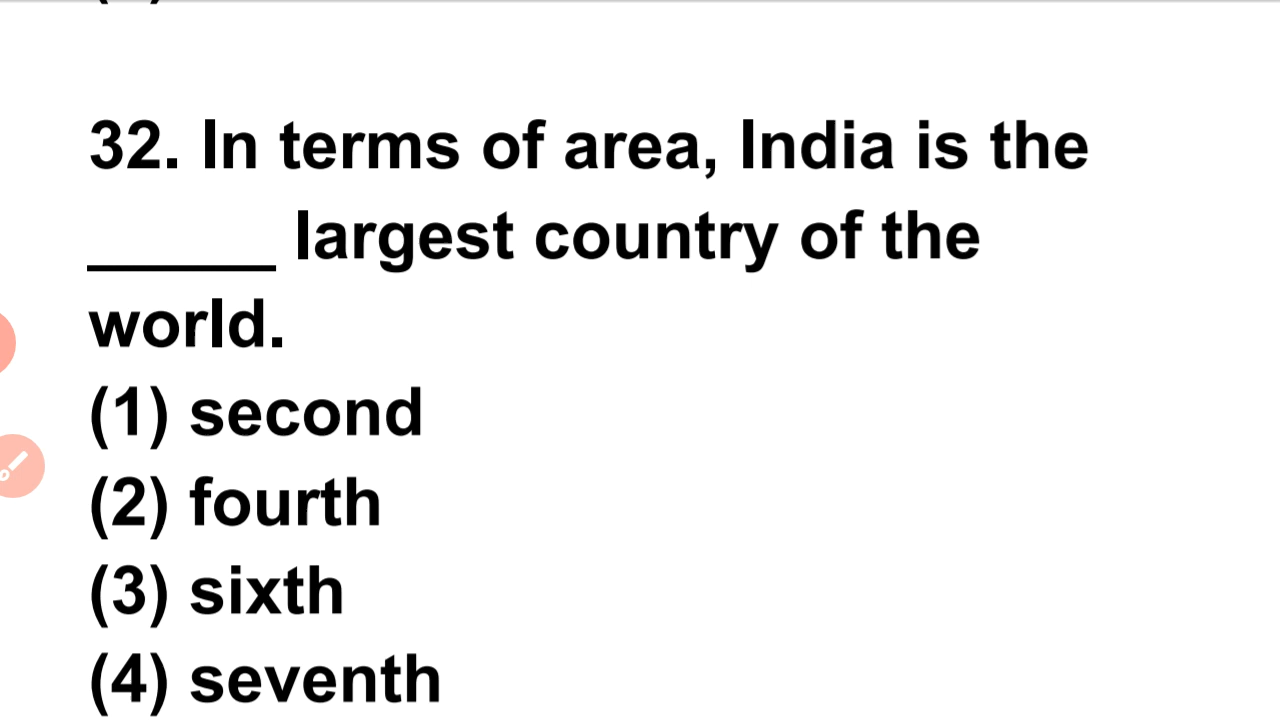 32. In terms of area, India is the
_____ largest country of the
world.
(1) second
(2) fourth
(3) sixth
(4) seventh